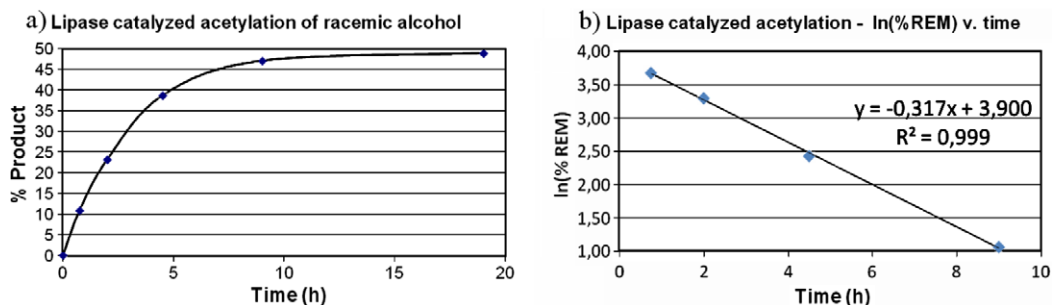 a) Lipase catalyzed acetylation of racemic alcohol
% Product
50
45
40
35
30
25
20
15
10
5
0
0 5 10 15 20
Time (h)
b) Lipase catalyzed acetylation - ln(%REM) v. time
ln(% REM)
4,00
3,50
3,00
2,50
2,00
1,50
1,00
y = -0,317x + 3,900
R² = 0,999
0 2 4 6 8 10
Time (h)